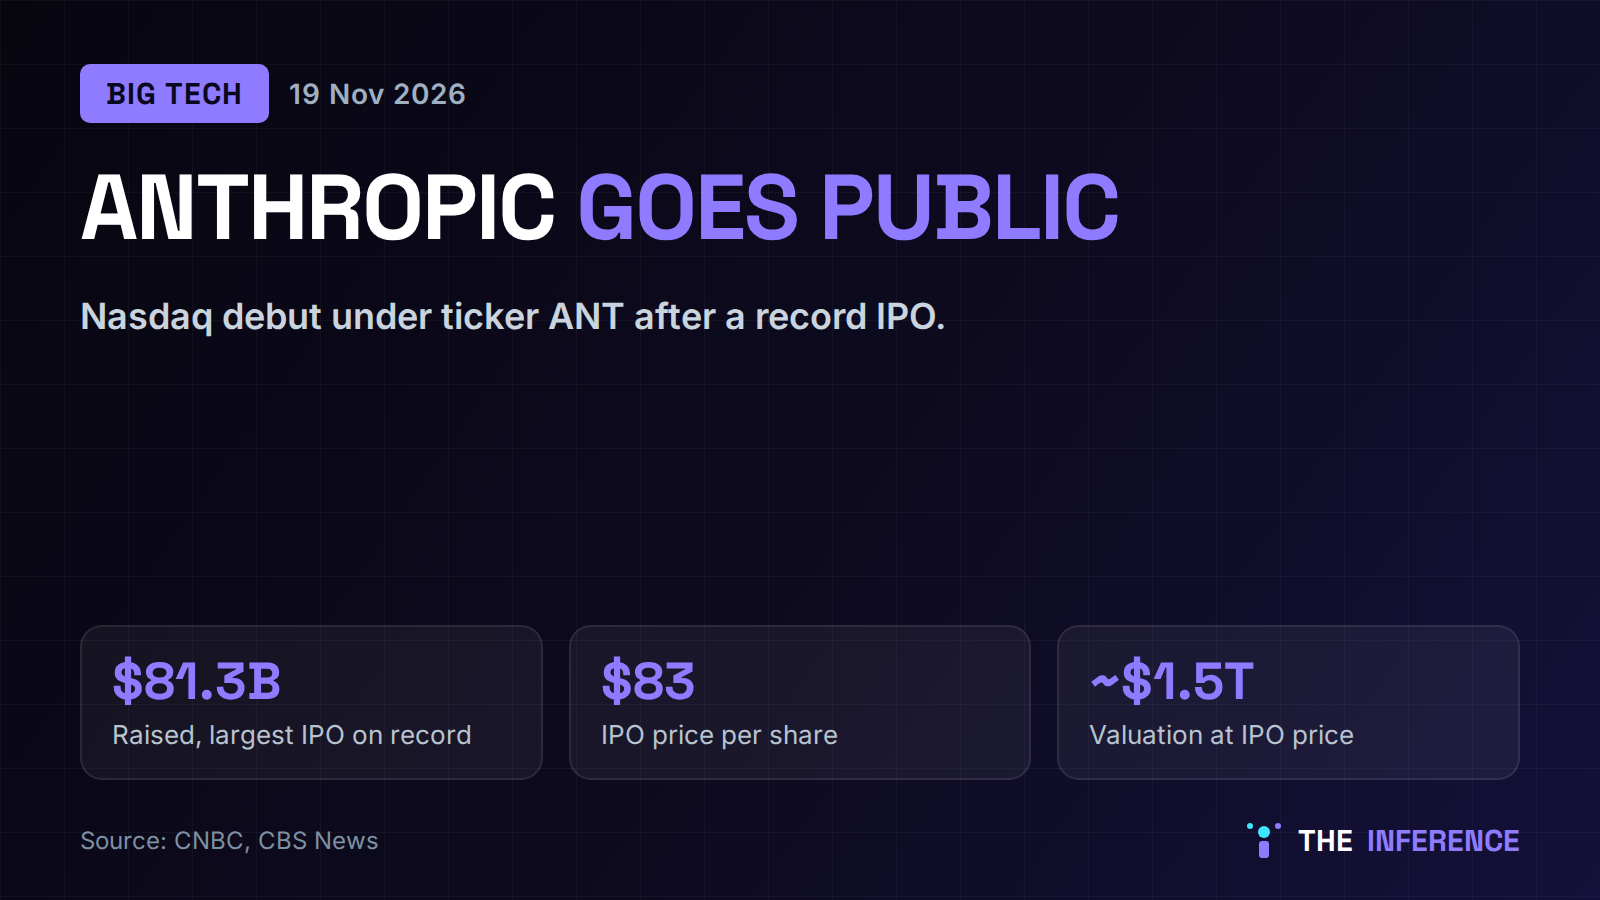 BIG TECH 19 Nov 2026
ANTHROPIC GOES PUBLIC
Nasdaq debut under ticker ANT after a record IPO.
$81.3B
Raised, largest IPO on record
$83
IPO price per share
~$1.5T
Valuation at IPO price
Source: CNBC, CBS News
THE INFERENCE